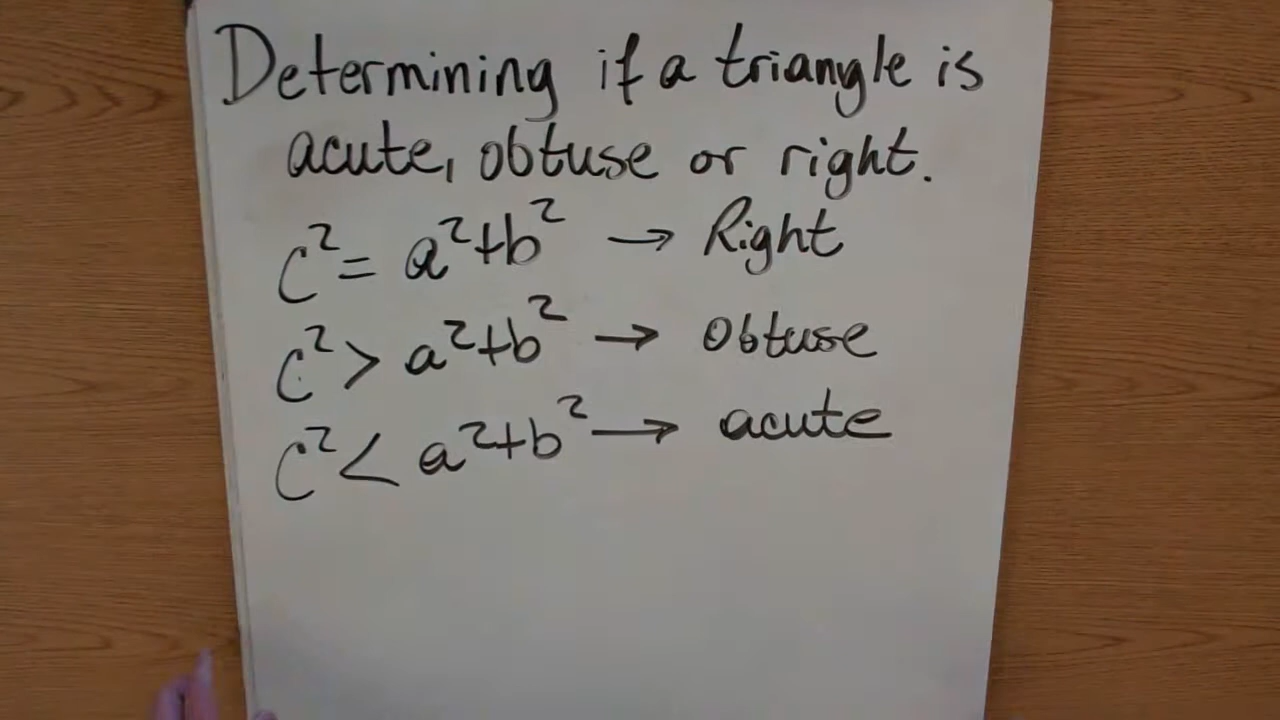 Determining if a triangle is
acute, obtuse or right.
c² = a²+b² → Right
c² > a²+b² → Obtuse
c² < a²+b² → acute